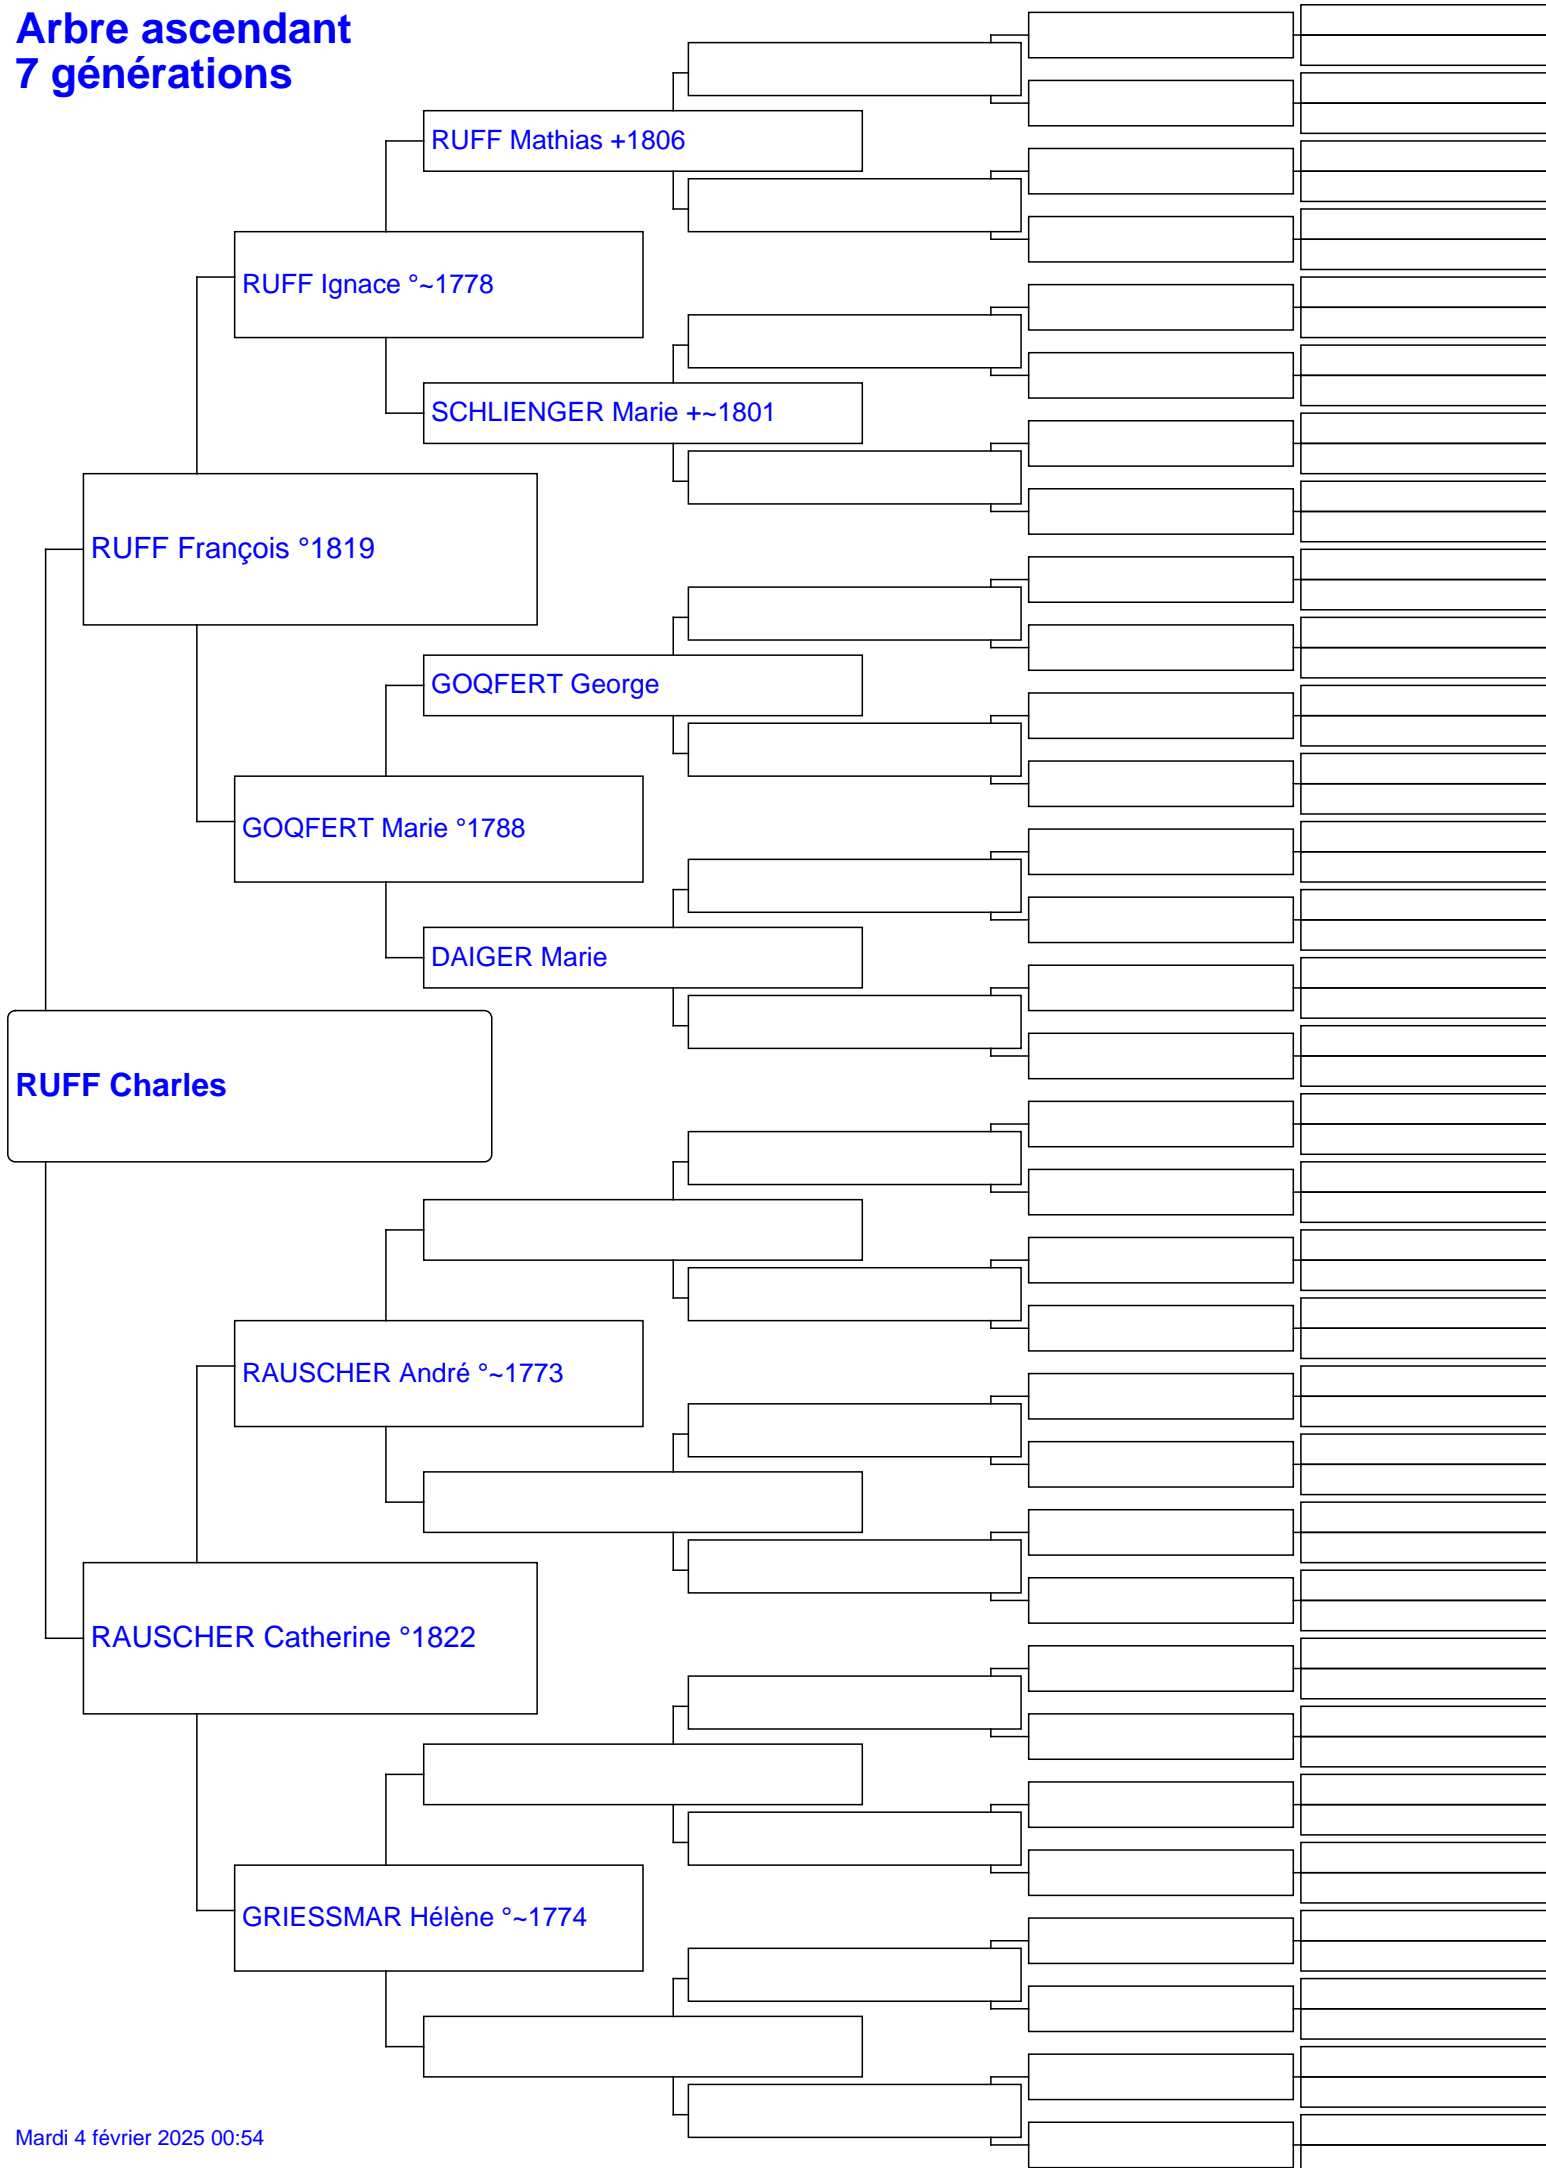 Arbre ascendant
7 générations
RUFF Mathias +1806
RUFF Ignace °~1778
SCHLIENGER Marie +~1801
RUFF François °1819
GOQFERT George
GOQFERT Marie °1788
DAIGER Marie
RUFF Charles
RAUSCHER André °~1773
RAUSCHER Catherine °1822
GRIESSMAR Hélène °~1774
Mardi 4 février 2025 00:54